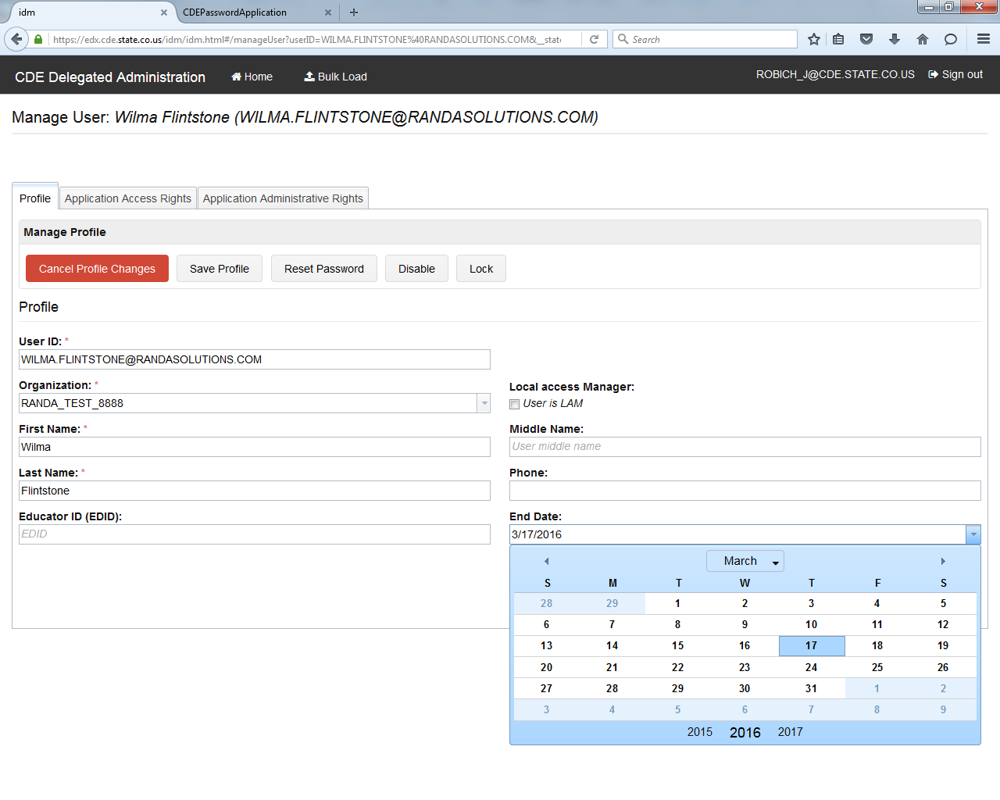 idm
CDEPasswordApplication
https://edx.cde.state.co.us/idm/idm.html#/manageUser?userID=WILMA.FLINTSTONE%40RANDASOLUTIONS.COM&__state
Search
CDE Delegated Administration Home Bulk Load ROBICH_J@CDE.STATE.CO.US Sign out
Manage User: Wilma Flintstone (WILMA.FLINTSTONE@RANDASOLUTIONS.COM)
Profile Application Access Rights Application Administrative Rights
Manage Profile
Cancel Profile Changes Save Profile Reset Password Disable Lock
Profile
User ID: *
WILMA.FLINTSTONE@RANDASOLUTIONS.COM
Organization: *
RANDA_TEST_8888
Local access Manager:
User is LAM
First Name: *
Wilma
Middle Name:
User middle name
Last Name: *
Flintstone
Phone:
Educator ID (EDID):
EDID
End Date:
3/17/2016
March
S M T W T F S
28 29 1 2 3 4 5
6 7 8 9 10 11 12
13 14 15 16 17 18 19
20 21 22 23 24 25 26
27 28 29 30 31 1 2
3 4 5 6 7 8 9
2015 2016 2017